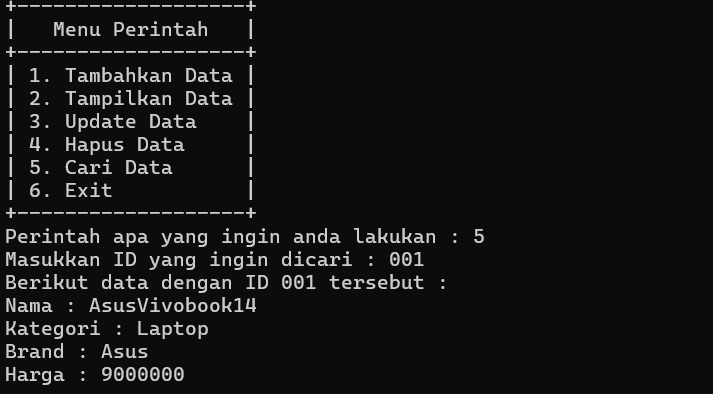 +-------------------+
|   Menu Perintah   |
+-------------------+
| 1. Tambahkan Data |
| 2. Tampilkan Data |
| 3. Update Data    |
| 4. Hapus Data     |
| 5. Cari Data      |
| 6. Exit           |
+-------------------+
Perintah apa yang ingin anda lakukan : 5
Masukkan ID yang ingin dicari : 001
Berikut data dengan ID 001 tersebut :
Nama : AsusVivobook14
Kategori : Laptop
Brand : Asus
Harga : 9000000